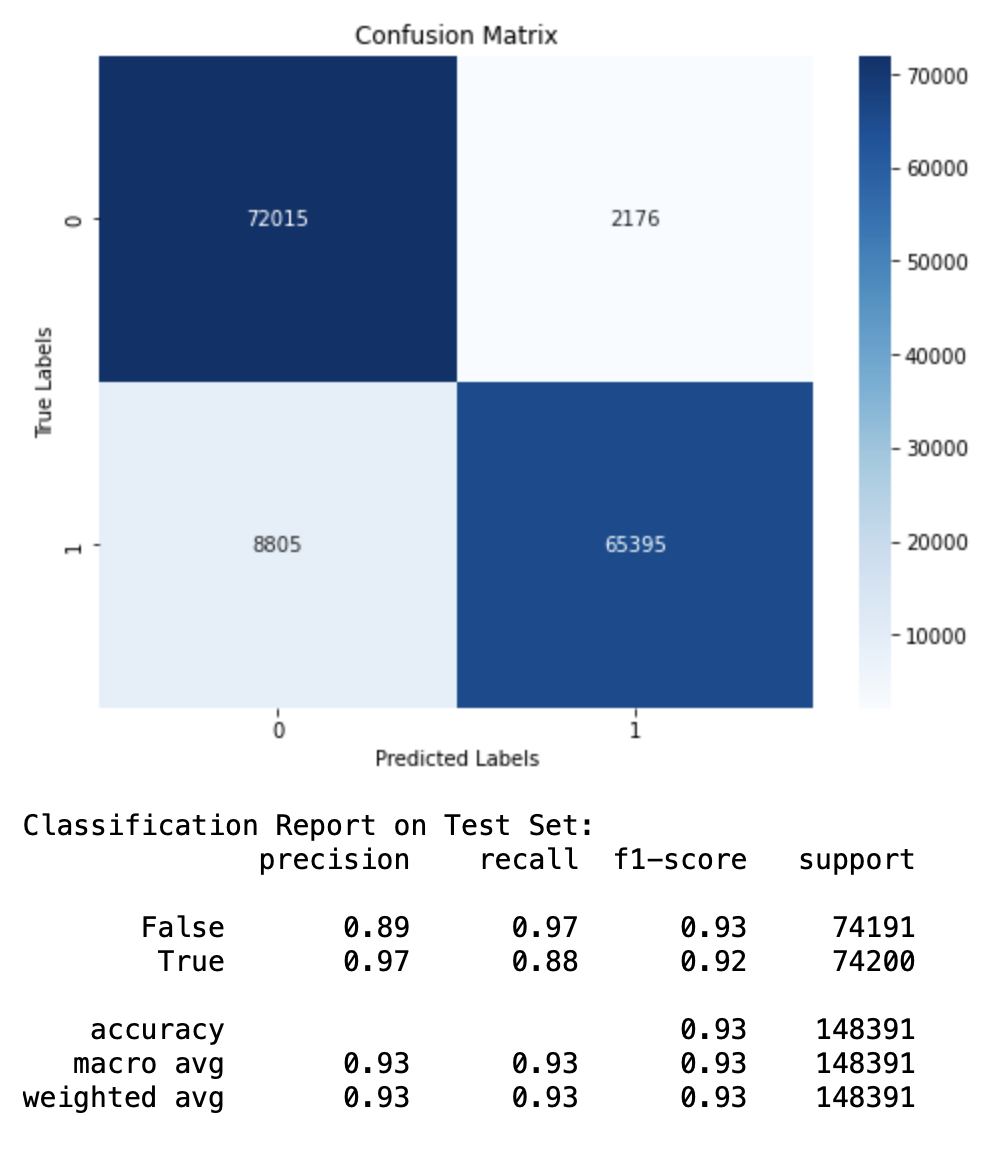 Confusion Matrix
70000
60000
50000
40000
30000
20000
10000
0
72015 2176
True Labels
1
8805 65395
0 1
Predicted Labels
Classification Report on Test Set:
precision recall f1-score support
False 0.89 0.97 0.93 74191
True 0.97 0.88 0.92 74200
accuracy 0.93 148391
macro avg 0.93 0.93 0.93 148391
weighted avg 0.93 0.93 0.93 148391